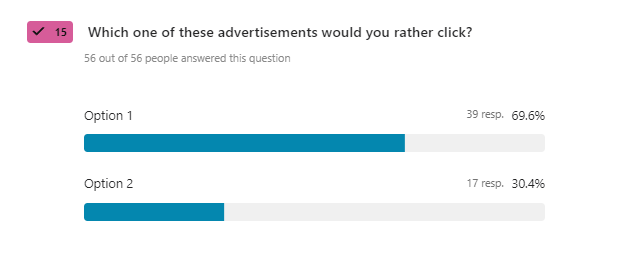 15 Which one of these advertisements would you rather click?
56 out of 56 people answered this question
Option 1 39 resp. 69.6%
Option 2 17 resp. 30.4%